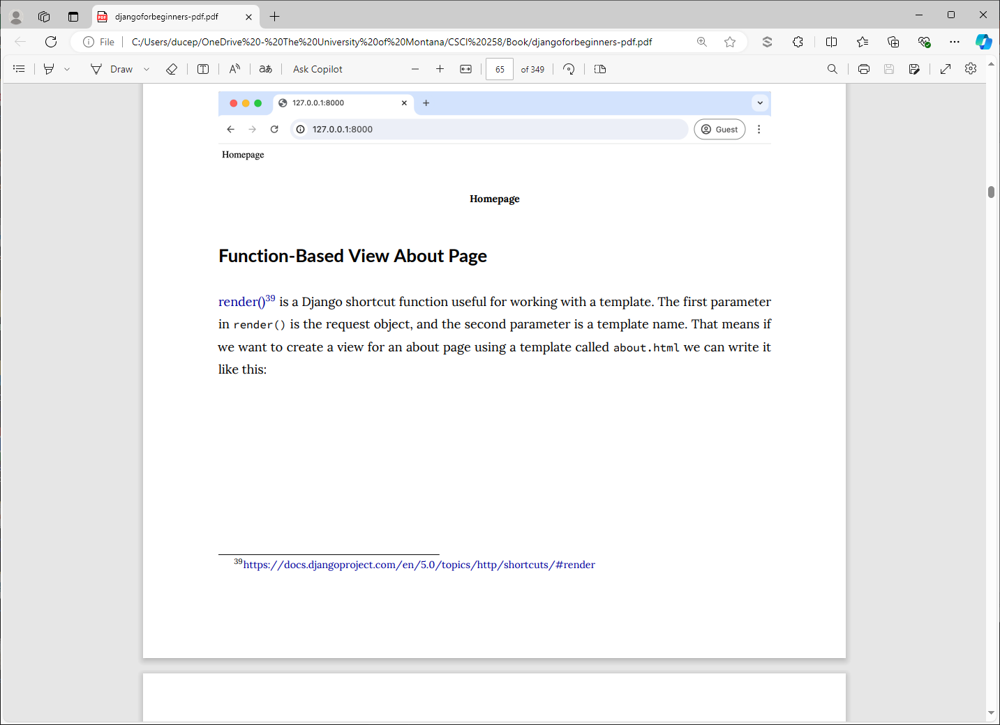 djangoforbeginners-pdf.pdf
File C:/Users/ducep/OneDrive%20-%20The%20University%20of%20Montana/CSCI%20258/Book/djangoforbeginners-pdf.pdf
Draw aあ Ask Copilot 65 of 349
127.0.0.1:8000
127.0.0.1:8000 Guest
Homepage
Homepage
Function-Based View About Page
render()39 is a Django shortcut function useful for working with a template. The first parameter
in render() is the request object, and the second parameter is a template name. That means if
we want to create a view for an about page using a template called about.html we can write it
like this:
39https://docs.djangoproject.com/en/5.0/topics/http/shortcuts/#render